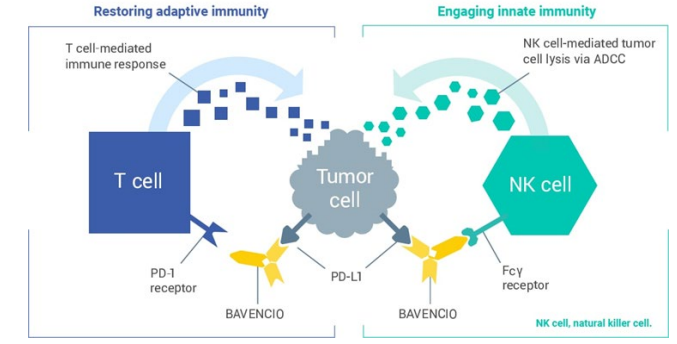 Restoring adaptive immunity
Engaging innate immunity
T cell-mediated
immune response
NK cell-mediated tumor
cell lysis via ADCC
T cell
Tumor
cell
NK cell
PD-1
receptor
PD-L1
Fcγ
receptor
BAVENCIO
BAVENCIO
NK cell, natural killer cell.